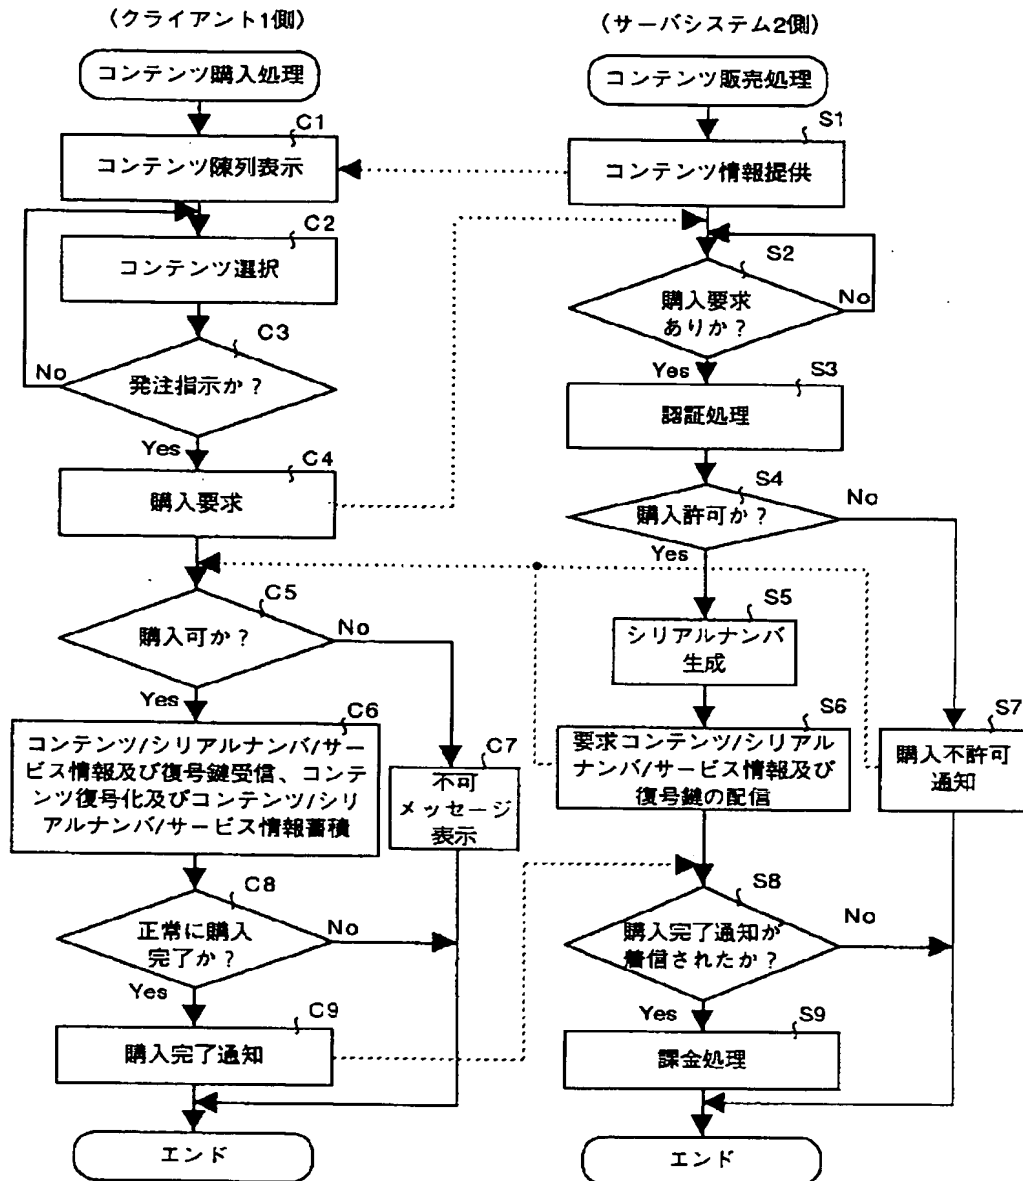 (クライアント1側)
コンテンツ購入処理
C1
コンテンツ陳列表示
C2
コンテンツ選択
C3
発注指示か?
No
Yes
C4
購入要求
C5
購入可か?
No
Yes
C6
コンテンツ/シリアルナンバ/サー
ビス情報及び復号鍵受信、コンテ
ンツ復号化及びコンテンツ/シリ
アルナンバ/サービス情報蓄積
C7
不可
メッセージ
表示
C8
正常に購入
完了か?
No
Yes
C9
購入完了通知
エンド
(サーバシステム2側)
コンテンツ販売処理
S1
コンテンツ情報提供
S2
購入要求
ありか?
No
Yes
S3
認証処理
S4
購入許可か?
No
Yes
S5
シリアルナンバ
生成
S6
要求コンテンツ/シリアル
ナンバ/サービス情報及び
復号鍵の配信
S7
購入不許可
通知
S8
購入完了通知が
着信されたか?
No
Yes
S9
課金処理
エンド